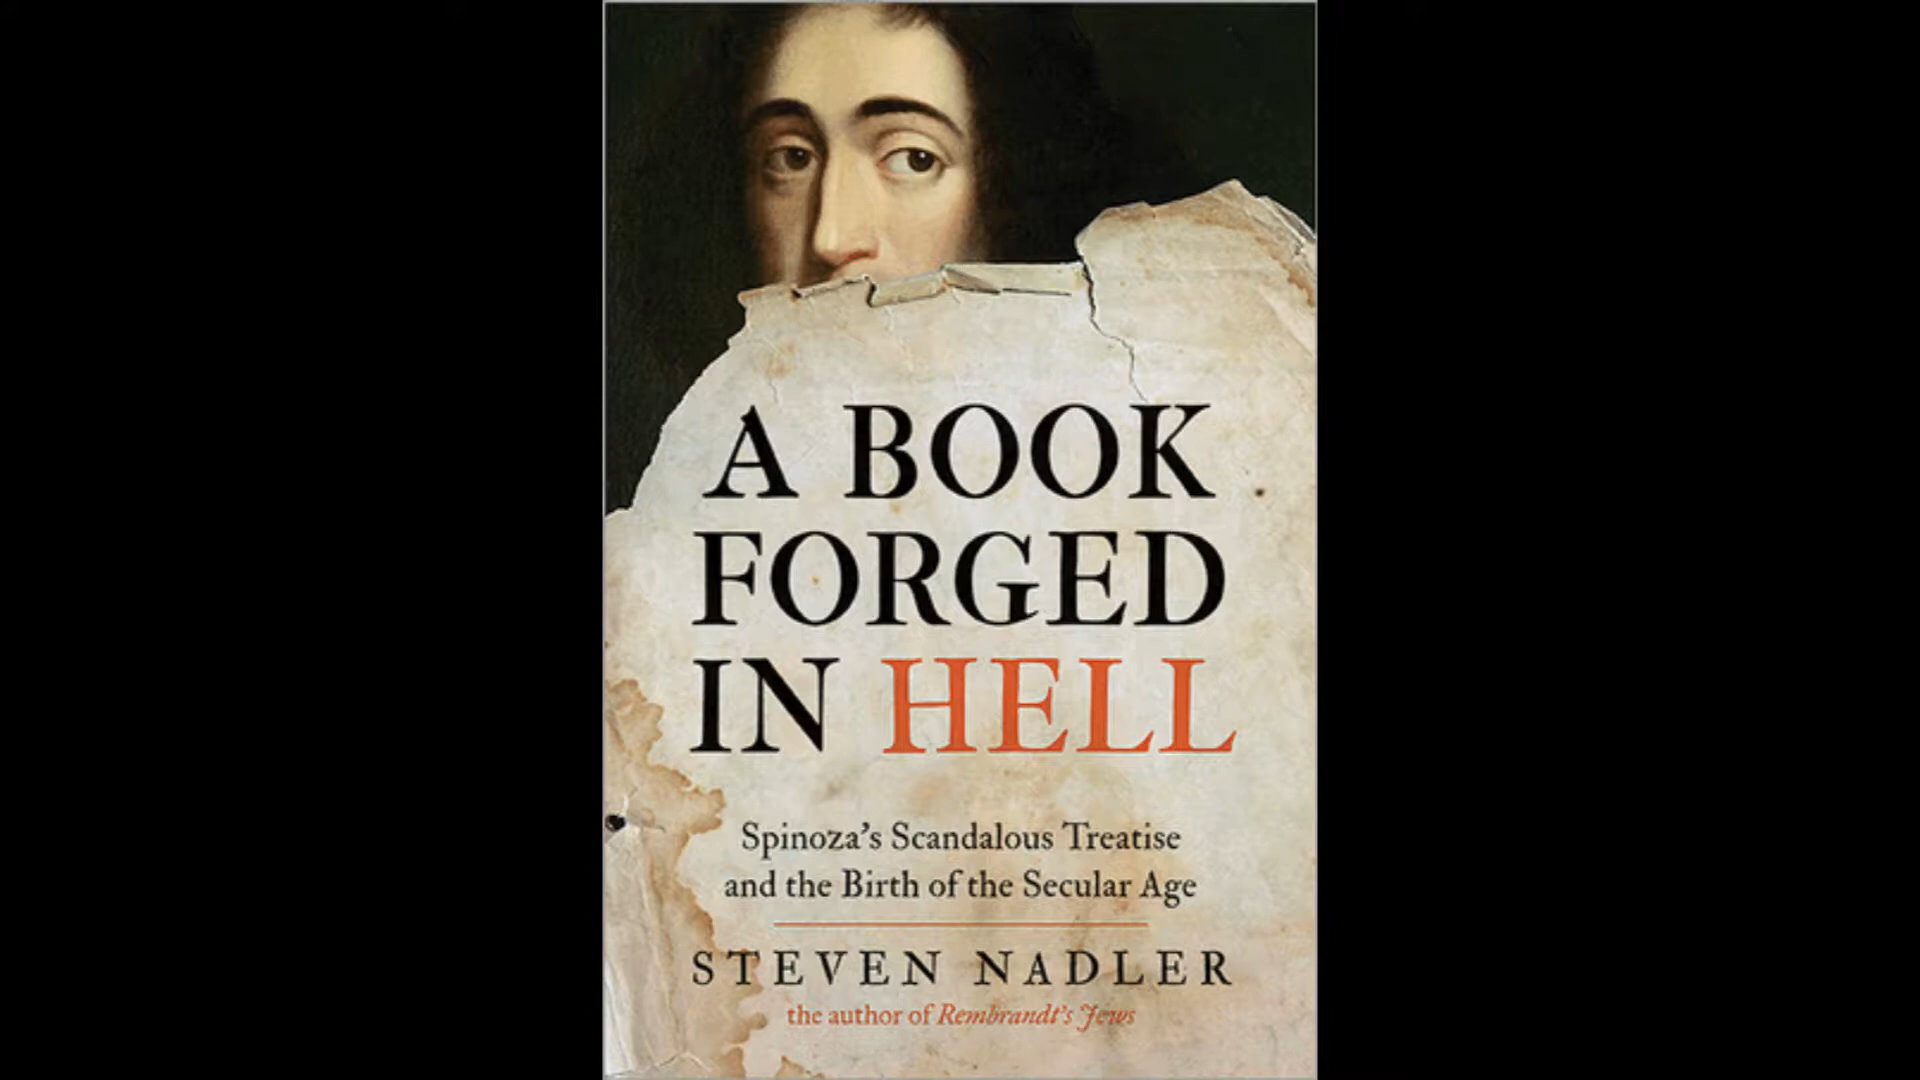 A BOOK
FORGED
IN HELL
Spinoza's Scandalous Treatise
and the Birth of the Secular Age
STEVEN NADLER
the author of Rembrandt's Jews